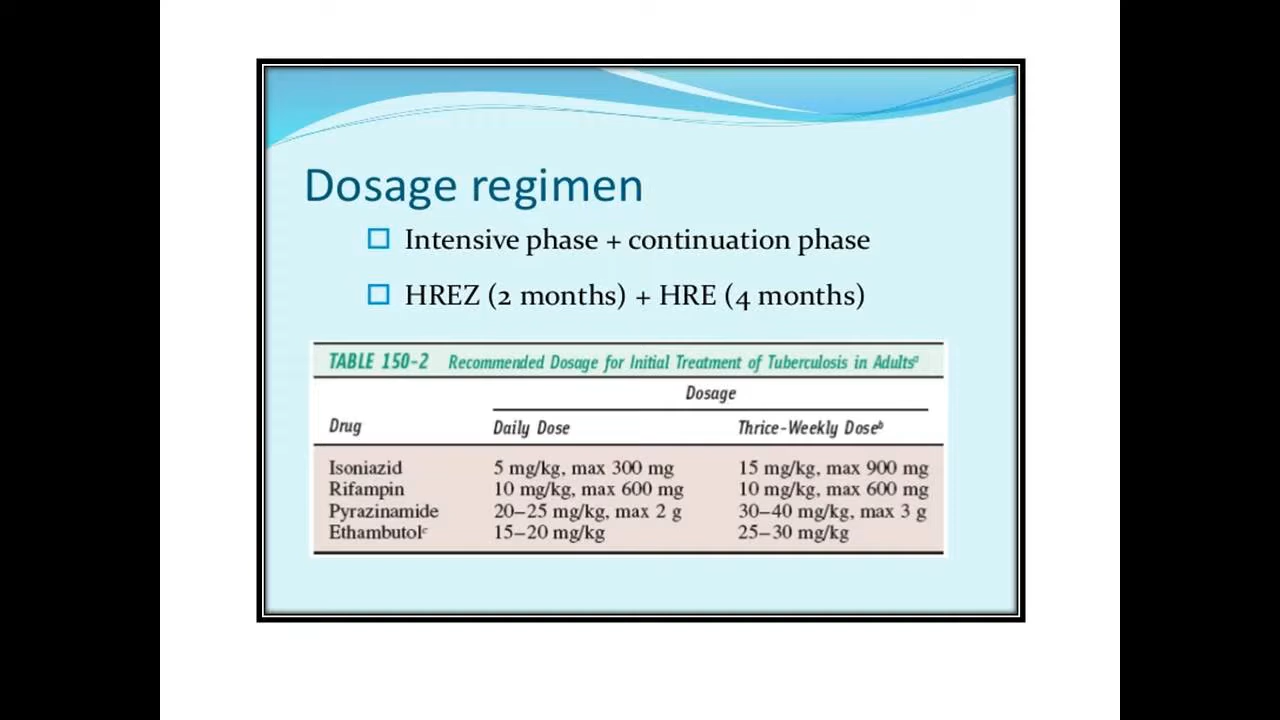 Dosage regimen
Intensive phase + continuation phase
HREZ (2 months) + HRE (4 months)
TABLE 150-2 Recommended Dosage for Initial Treatment of Tuberculosis in Adultsᵃ
Dosage
Drug Daily Dose Thrice-Weekly Doseᵇ
Isoniazid 5 mg/kg, max 300 mg 15 mg/kg, max 900 mg
Rifampin 10 mg/kg, max 600 mg 10 mg/kg, max 600 mg
Pyrazinamide 20–25 mg/kg, max 2 g 30–40 mg/kg, max 3 g
Ethambutolᶜ 15–20 mg/kg 25–30 mg/kg